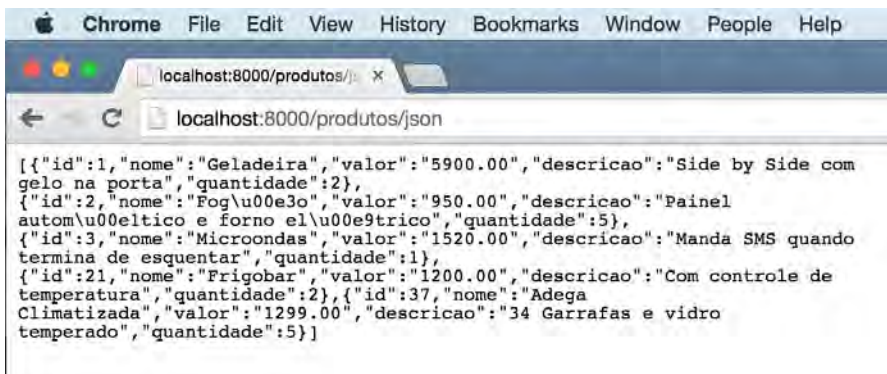 Chrome File Edit View History Bookmarks Window People Help
localhost:8000/produtos/j
localhost:8000/produtos/json
[{"id":1,"nome":"Geladeira","valor":"5900.00","descricao":"Side by Side com
gelo na porta","quantidade":2},
{"id":2,"nome":"Fog\u00e3o","valor":"950.00","descricao":"Painel
autom\u00e1tico e forno el\u00e9trico","quantidade":5},
{"id":3,"nome":"Microondas","valor":"1520.00","descricao":"Manda SMS quando
termina de esquentar","quantidade":1},
{"id":21,"nome":"Frigobar","valor":"1200.00","descricao":"Com controle de
temperatura","quantidade":2},{"id":37,"nome":"Adega
Climatizada","valor":"1299.00","descricao":"34 Garrafas e vidro
temperado","quantidade":5}]